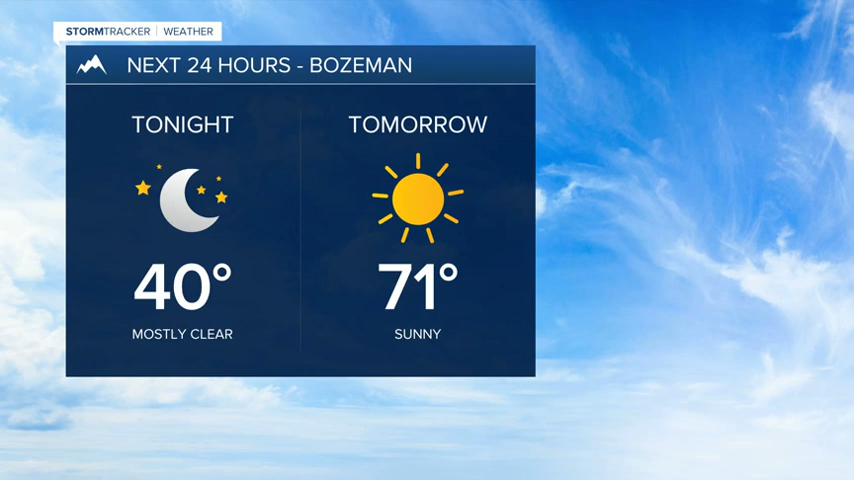 STORMTRACKER | WEATHER
NEXT 24 HOURS - BOZEMAN
TONIGHT
40°
MOSTLY CLEAR
TOMORROW
71°
SUNNY